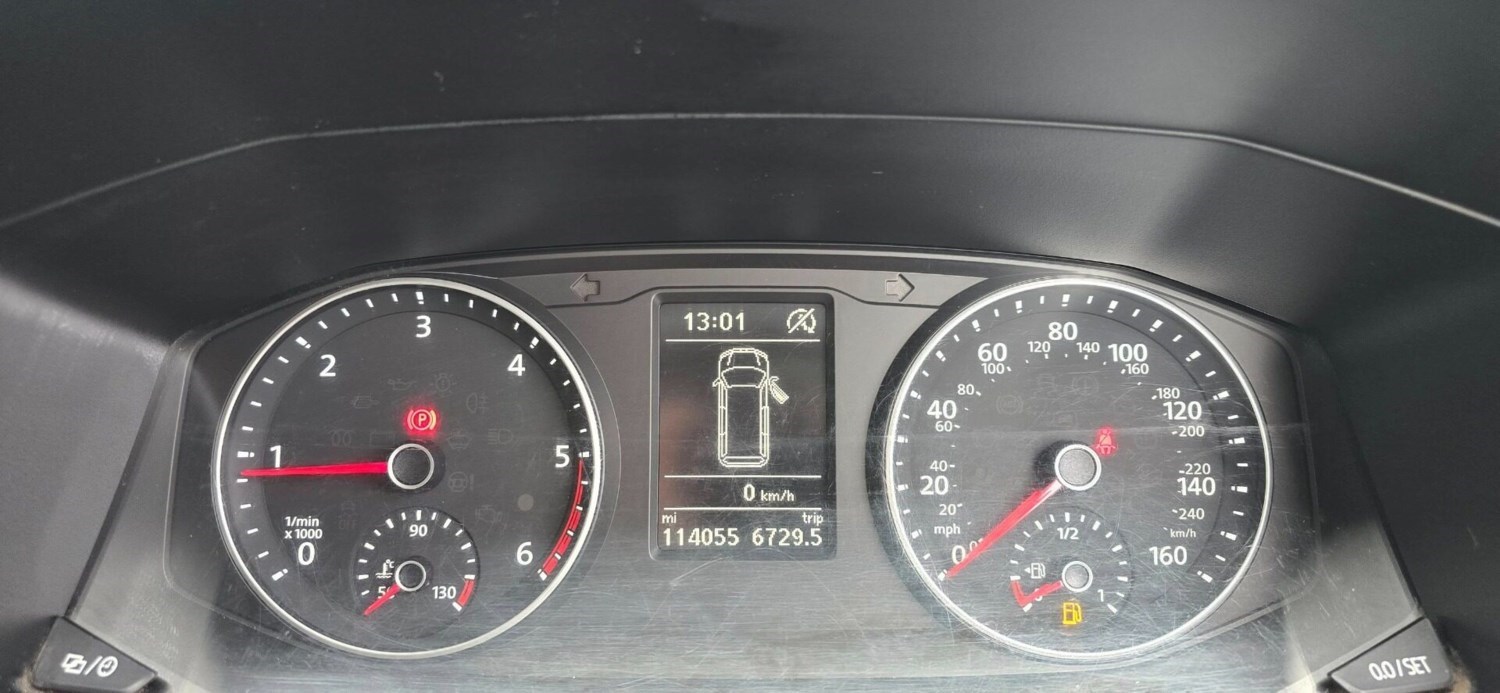 13:01
0 km/h
mi trip
114055 6729.5
0 1 2 3 4 5 6
1/min
x 1000
90
50 130
0 20 40 60 80 100 120 140 160
mph
20 40 60 80 100 120 140 160 180 200 220 240
km/h
1/2
1
P
0.0/SET